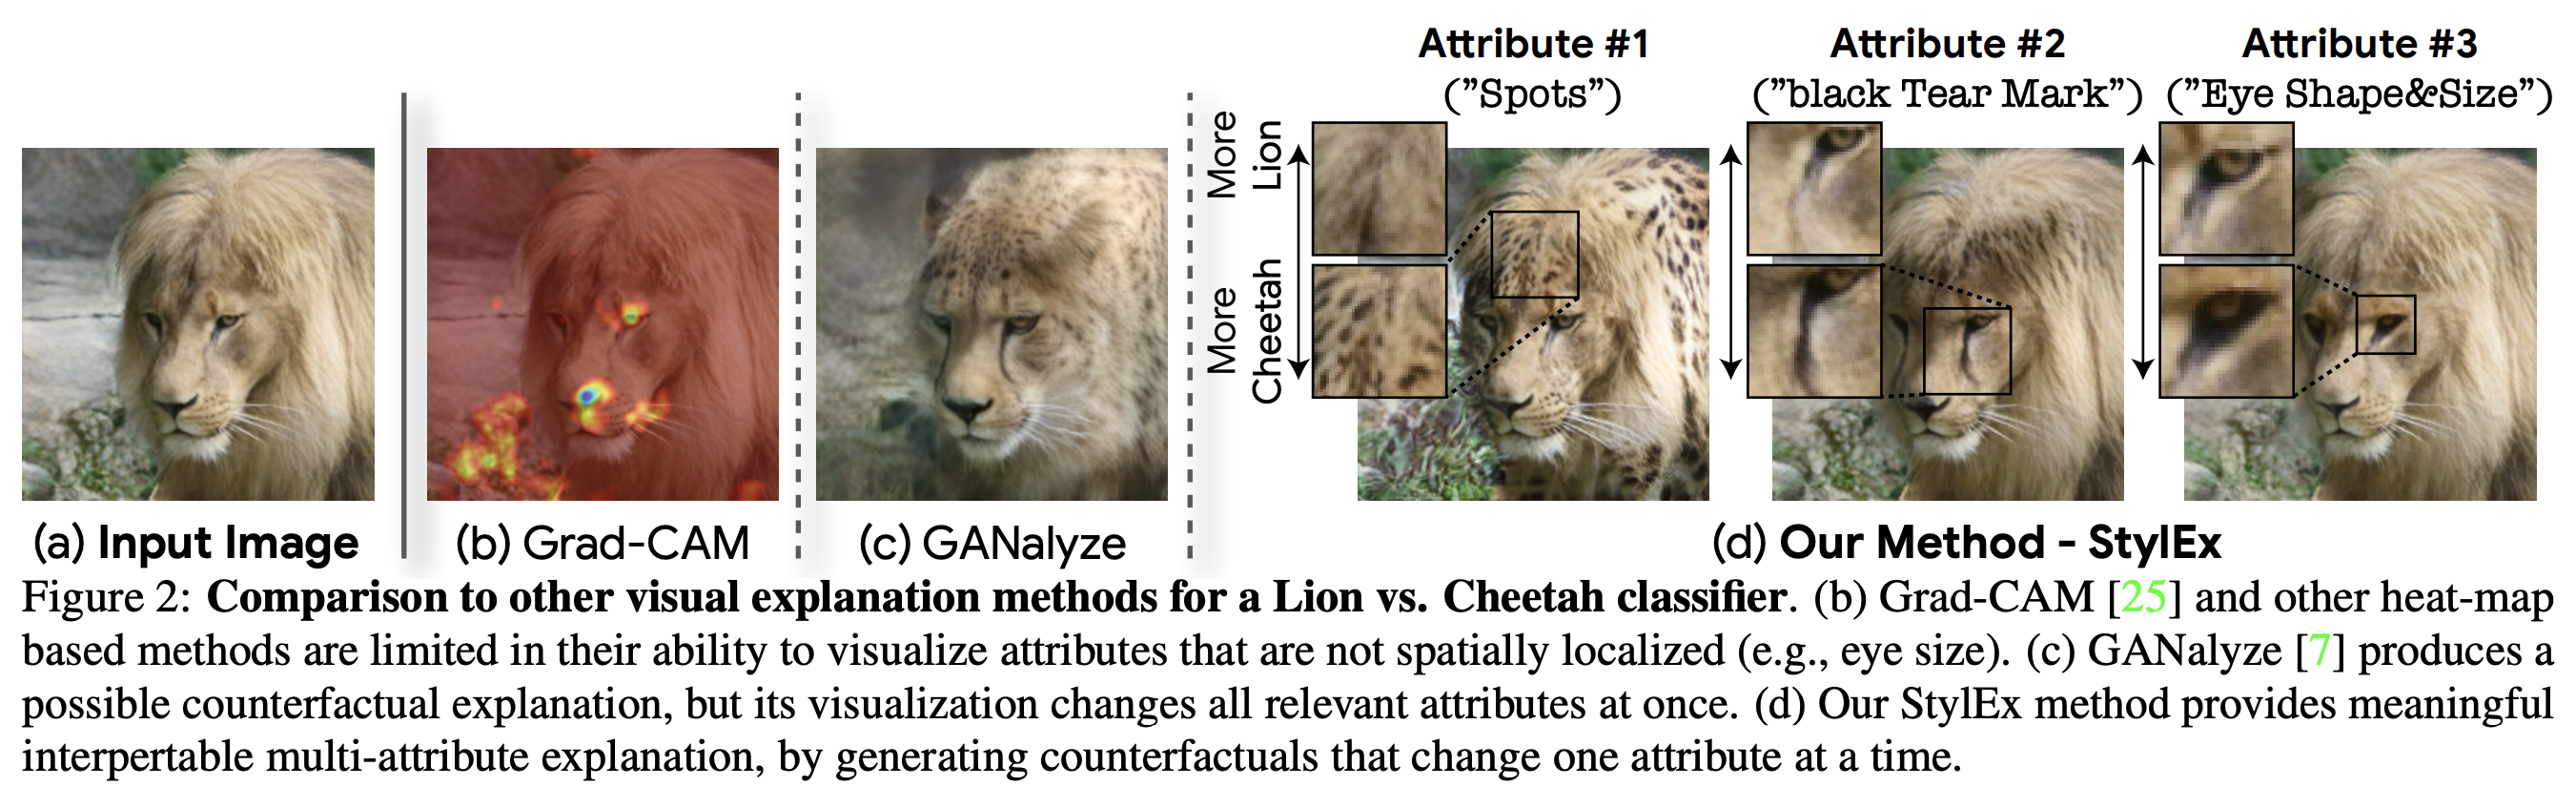 Attribute #1
("Spots")
Attribute #2
("black Tear Mark")
Attribute #3
("Eye Shape&Size")
More
Lion
More
Cheetah
(a) Input Image
(b) Grad-CAM
(c) GANalyze
(d) Our Method - StylEx
Figure 2: Comparison to other visual explanation methods for a Lion vs. Cheetah classifier. (b) Grad-CAM [25] and other heat-map
based methods are limited in their ability to visualize attributes that are not spatially localized (e.g., eye size). (c) GANalyze [7] produces a
possible counterfactual explanation, but its visualization changes all relevant attributes at once. (d) Our StylEx method provides meaningful
interpertable multi-attribute explanation, by generating counterfactuals that change one attribute at a time.